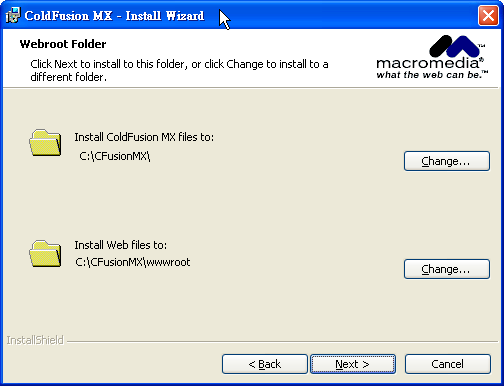 ColdFusion MX - Install Wizard
Webroot Folder
Click Next to install to this folder, or click Change to install to a
different folder.
macromedia®
what the web can be.™
Install ColdFusion MX files to:
C:\CFusionMX\
Change...
Install Web files to:
C:\CFusionMX\wwwroot
Change...
InstallShield
< Back
Next >
Cancel